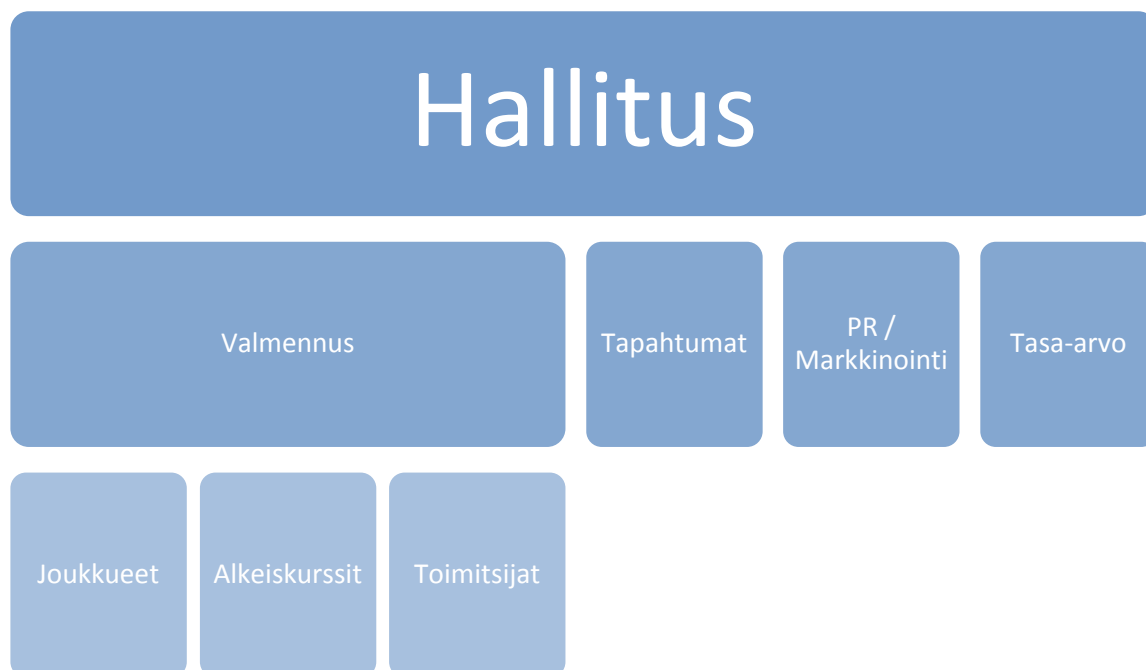 Hallitus
Valmennus
Tapahtumat
PR /
Markkinointi
Tasa-arvo
Joukkueet
Alkeiskurssit
Toimitsijat